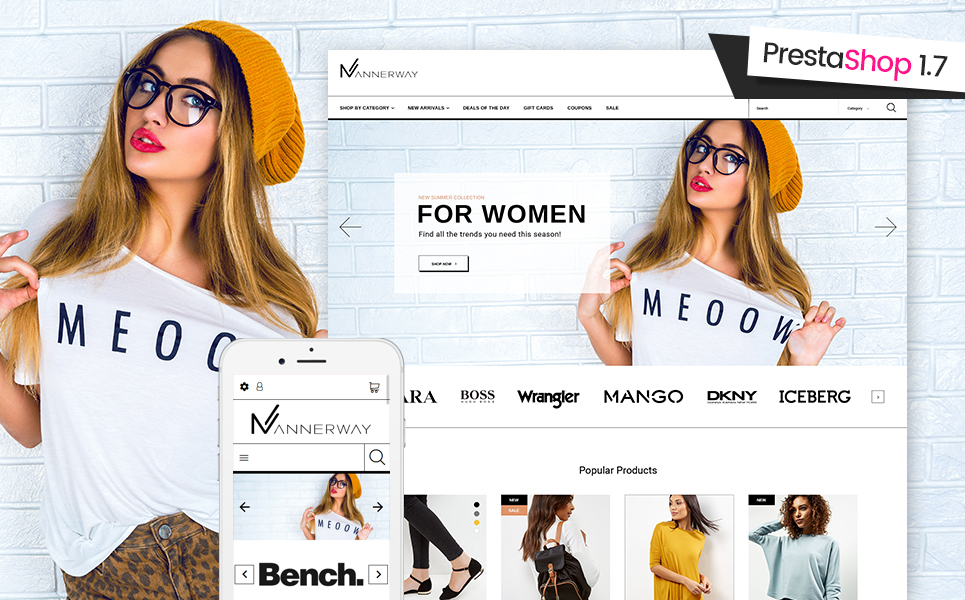 PrestaShop 1.7
MANNERWAY
SHOP BY CATEGORY
NEW ARRIVALS
DEALS OF THE DAY
GIFT CARDS
COUPONS
SALE
Search
Category
NEW SUMMER COLLECTION
FOR WOMEN
Find all the trends you need this season!
SHOP NOW
MEOOW
MEOO
ARA
BOSS
HUGO BOSS
Wrangler
MANGO
DKNY
ICEBERG
Popular Products
NEW
SALE
NEW
MANNERWAY
MEOOW
Bench.